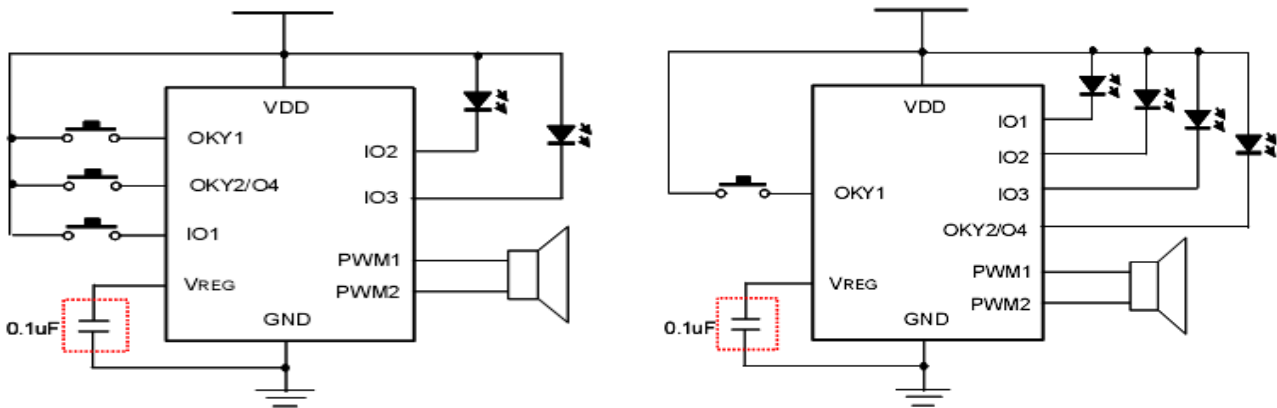 VDD
OKY1
OKY2/O4
IO1
VREG
IO2
IO3
PWM1
PWM2
GND
0.1uF
VDD
OKY1
VREG
IO1
IO2
IO3
OKY2/O4
PWM1
PWM2
GND
0.1uF